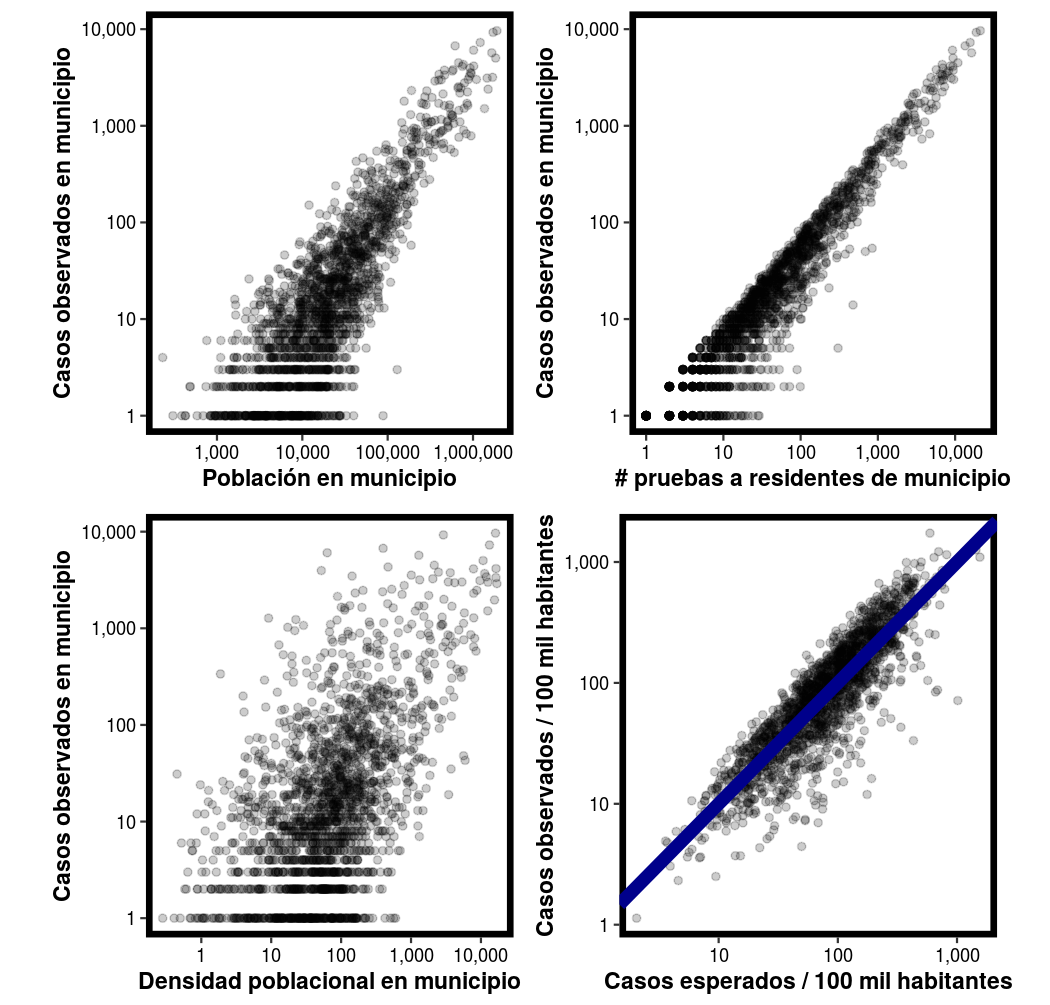 Casos observados en municipio
10,000
1,000
100
10
1
1,000 10,000 100,000 1,000,000
Población en municipio
Casos observados en municipio
10,000
1,000
100
10
1
1 10 100 1,000 10,000
# pruebas a residentes de municipio
Casos observados en municipio
10,000
1,000
100
10
1
1 10 100 1,000 10,000
Densidad poblacional en municipio
Casos observados / 100 mil habitantes
1,000
100
10
1
10 100 1,000
Casos esperados / 100 mil habitantes